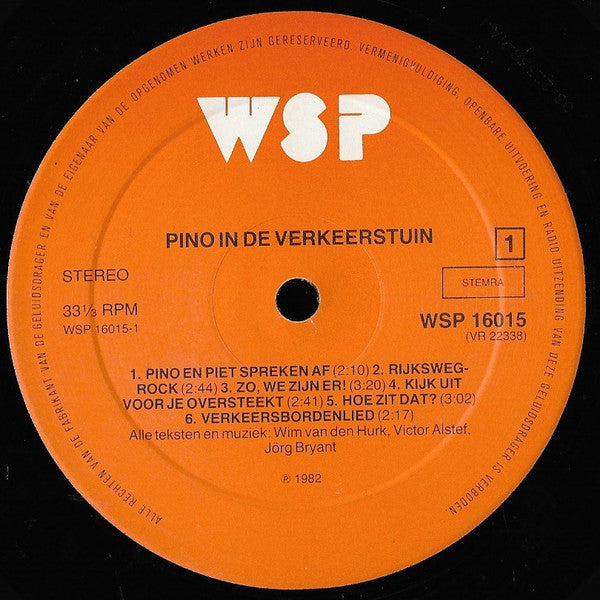 ALLE RECHTEN VAN DE FABRIKANT VAN DE GELUIDSDRAGER EN VAN DE EIGENAAR VAN DE OPGENOMEN WERKEN ZIJN GERESERVEERD. VERMENIGVULDIGING, OPENBARE UITVOERING EN RADIO UITZENDING VAN DEZE GELUIDSDRAGER IS VERBODEN.
WSP
PINO IN DE VERKEERSTUIN
1
STEREO
STEMRA
33⅓ RPM
WSP 16015-1
WSP 16015
(VR 22338)
1. PINO EN PIET SPREKEN AF (2:10) 2. RIJKSWEG-
ROCK (2:44) 3. ZO, WE ZIJN ER! (3:20) 4. KIJK UIT
VOOR JE OVERSTEEKT (2:41) 5. HOE ZIT DAT? (3:02)
6. VERKEERSBORDENLIED (2:17)
Alle teksten en muziek: Wim van den Hurk, Victor Alstef,
Jörg Bryant
℗ 1982